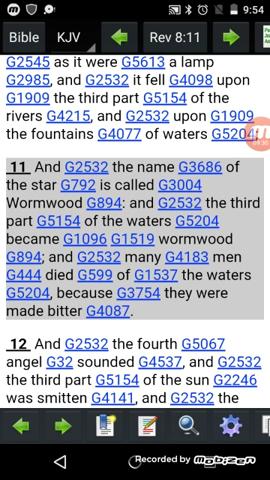 9:54
Bible KJV Rev 8:11
G2545 as it were G5613 a lamp
G2985, and G2532 it fell G4098 upon
G1909 the third part G5154 of the
rivers G4215, and G2532 upon G1909
the fountains G4077 of waters G5204;
09:30
11 And G2532 the name G3686 of
the star G792 is called G3004
Wormwood G894: and G2532 the third
part G5154 of the waters G5204
became G1096 G1519 wormwood
G894; and G2532 many G4183 men
G444 died G599 of G1537 the waters
G5204, because G3754 they were
made bitter G4087.
12 And G2532 the fourth G5067
angel G32 sounded G4537, and G2532
the third part G5154 of the sun G2246
was smitten G4141, and G2532 the
Recorded by mobizen